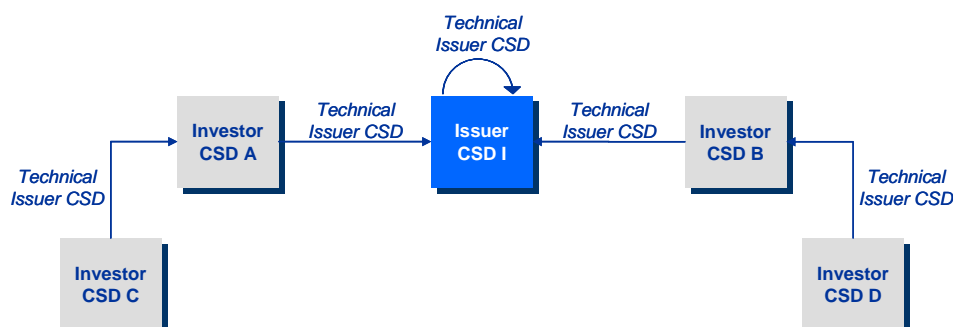 Technical
Issuer CSD
Investor
CSD A
Technical
Issuer CSD
Issuer
CSD I
Technical
Issuer CSD
Investor
CSD B
Technical
Issuer CSD
Technical
Issuer CSD
Investor
CSD C
Investor
CSD D